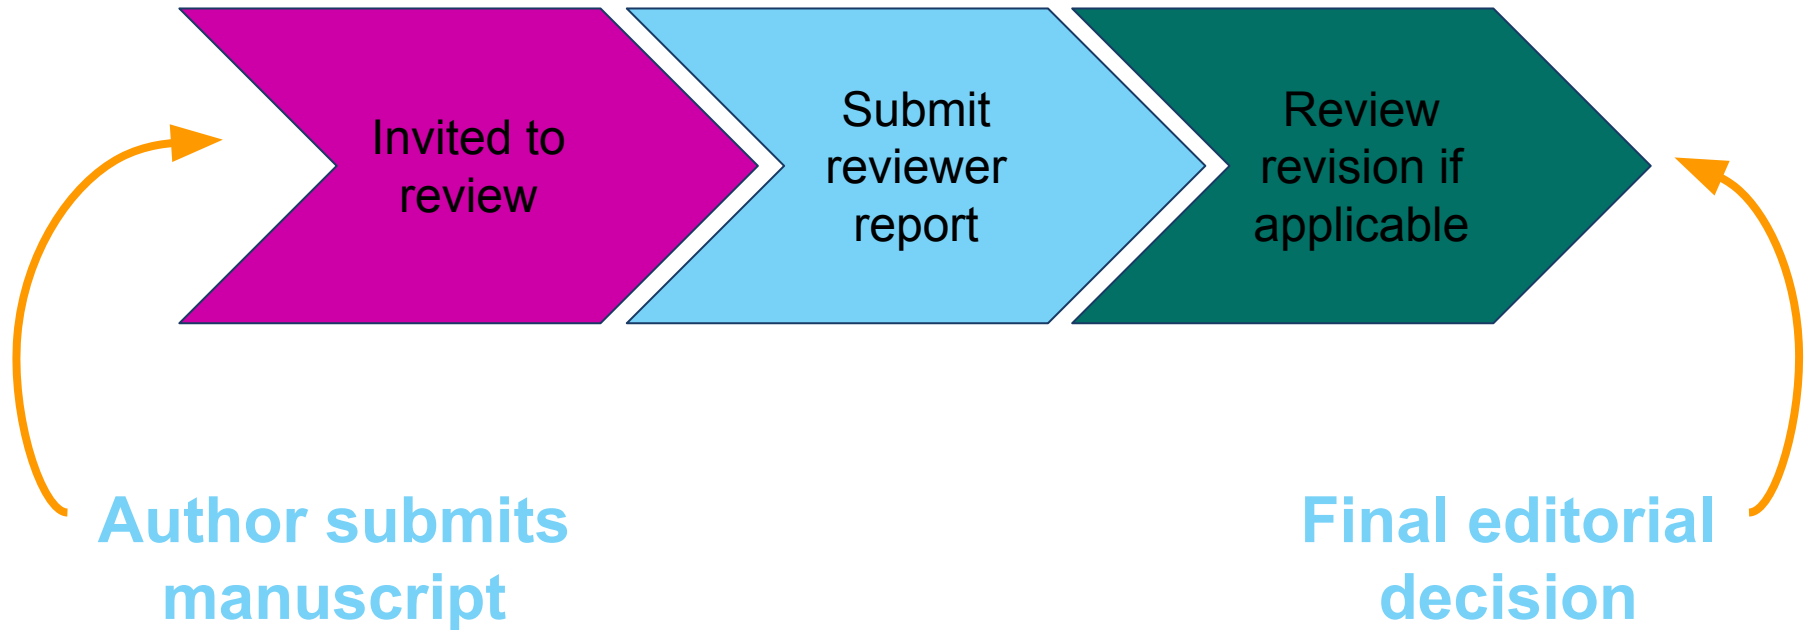 Invited to
review
Submit
reviewer
report
Review
revision if
applicable
Author submits
manuscript
Final editorial
decision